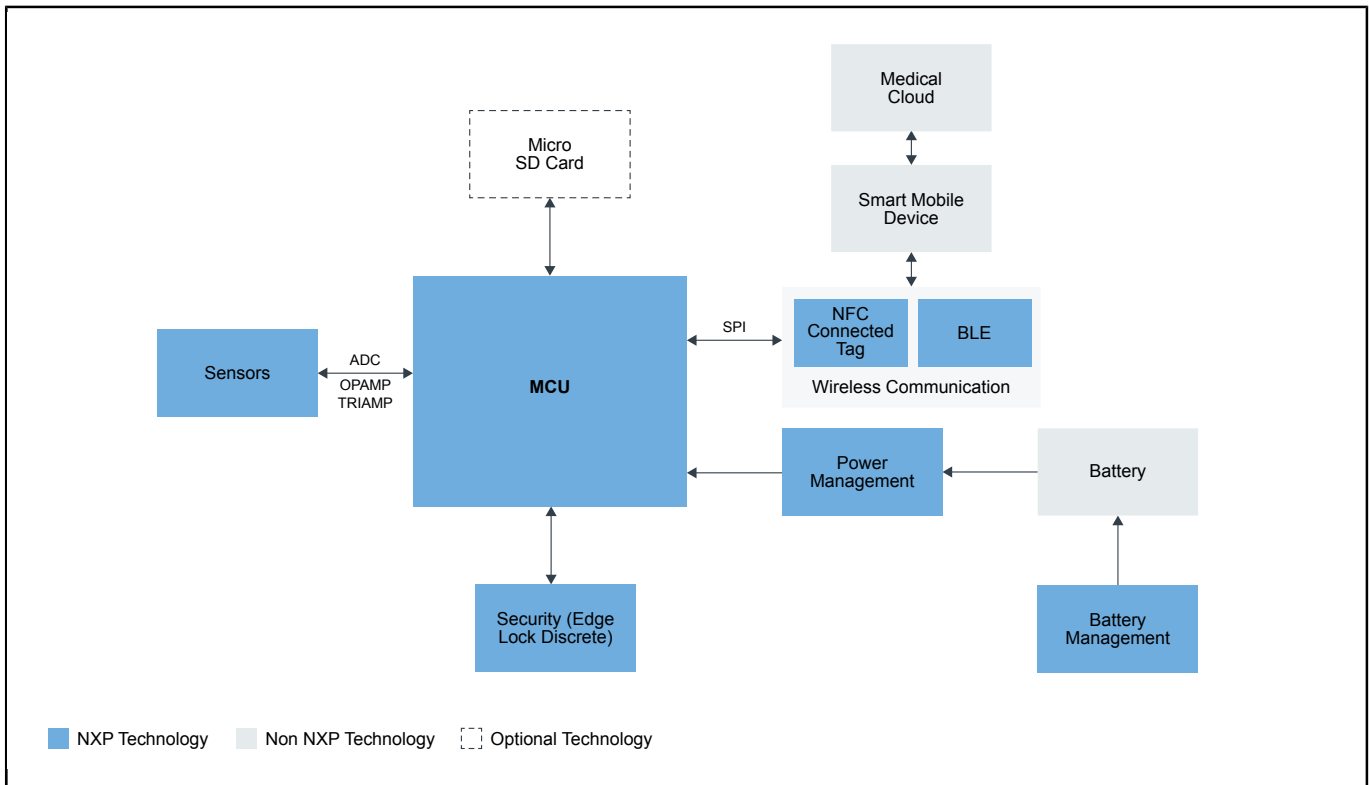 Medical
Cloud
Micro
SD Card
Smart Mobile
Device
SPI
NFC
Connected
Tag
BLE
Wireless Communication
Sensors
ADC
OPAMP
TRIAMP
MCU
Power
Management
Battery
Security (Edge
Lock Discrete)
Battery
Management
NXP Technology
Non NXP Technology
Optional Technology